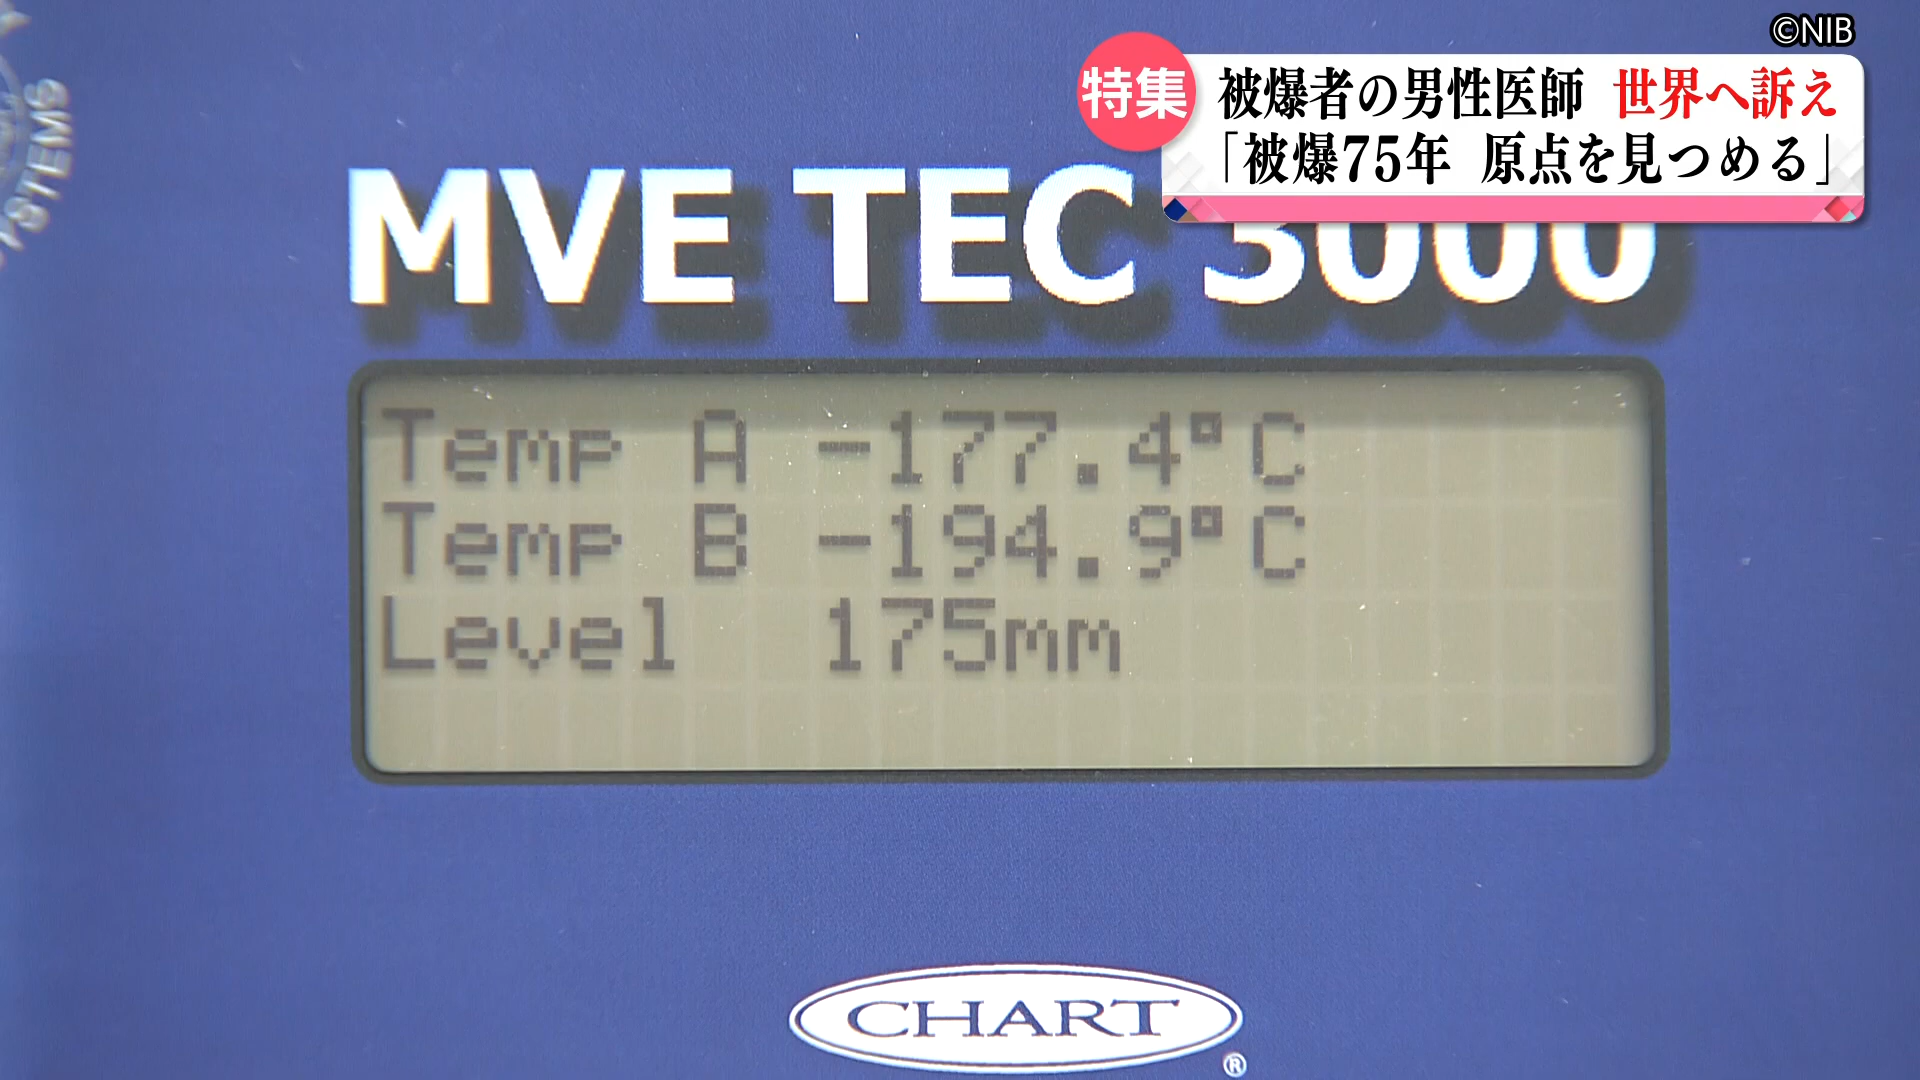 ©NIB
特集
被爆者の男性医師 世界へ訴え
「被爆75年 原点を見つめる」
MVE TEC 3000
Temp A -177.4°C
Temp B -194.9°C
Level 175mm
CHART
®